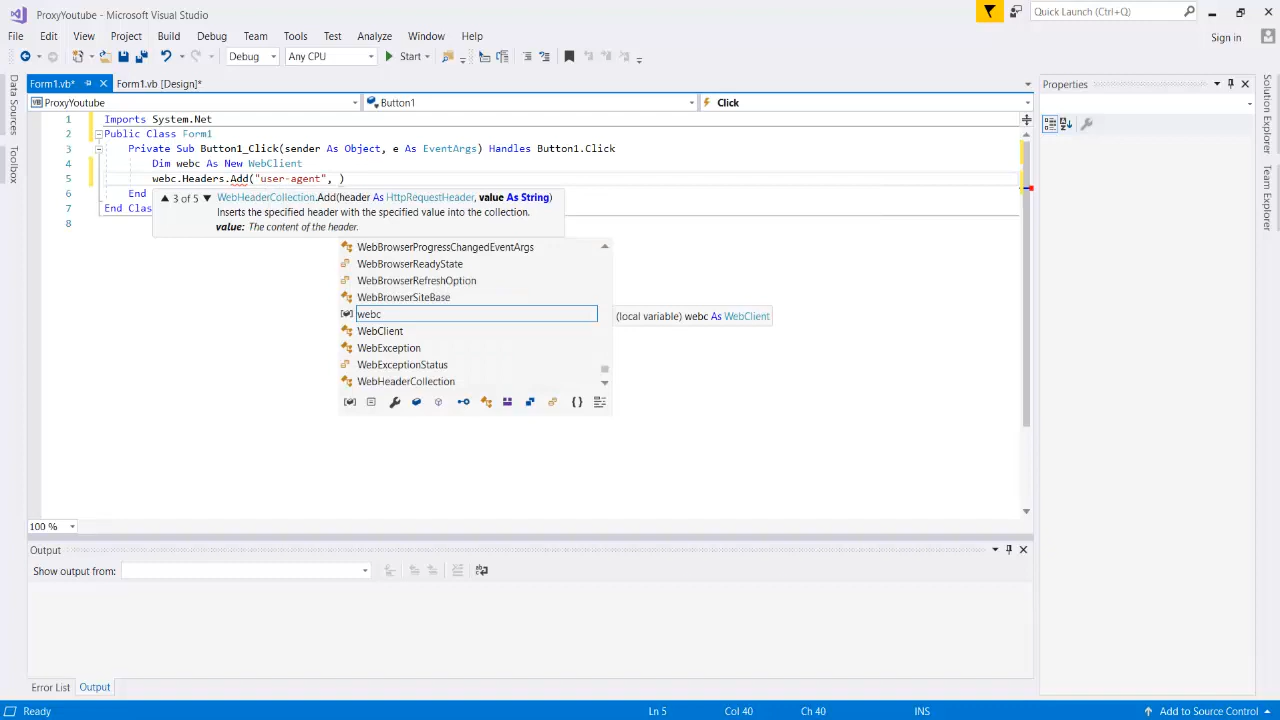 ProxyYoutube - Microsoft Visual Studio
Quick Launch (Ctrl+Q)
File Edit View Project Build Debug Team Tools Test Analyze Window Help
Sign in
Debug Any CPU Start
Form1.vb* Form1.vb [Design]*
Properties
ProxyYoutube Button1 Click
Data Sources
Toolbox
Solution Explorer
Team Explorer
1 Imports System.Net
2 Public Class Form1
3 Private Sub Button1_Click(sender As Object, e As EventArgs) Handles Button1.Click
4 Dim webc As New WebClient
5 webc.Headers.Add("user-agent", )
6 End
7 End Clas
8
▲ 3 of 5 ▼ WebHeaderCollection.Add(header As HttpRequestHeader, value As String)
Inserts the specified header with the specified value into the collection.
value: The content of the header.
WebBrowserProgressChangedEventArgs
WebBrowserReadyState
WebBrowserRefreshOption
WebBrowserSiteBase
webc
(local variable) webc As WebClient
WebClient
WebException
WebExceptionStatus
WebHeaderCollection
100 %
Output
Show output from:
Error List Output
Ready Ln 5 Col 40 Ch 40 INS Add to Source Control